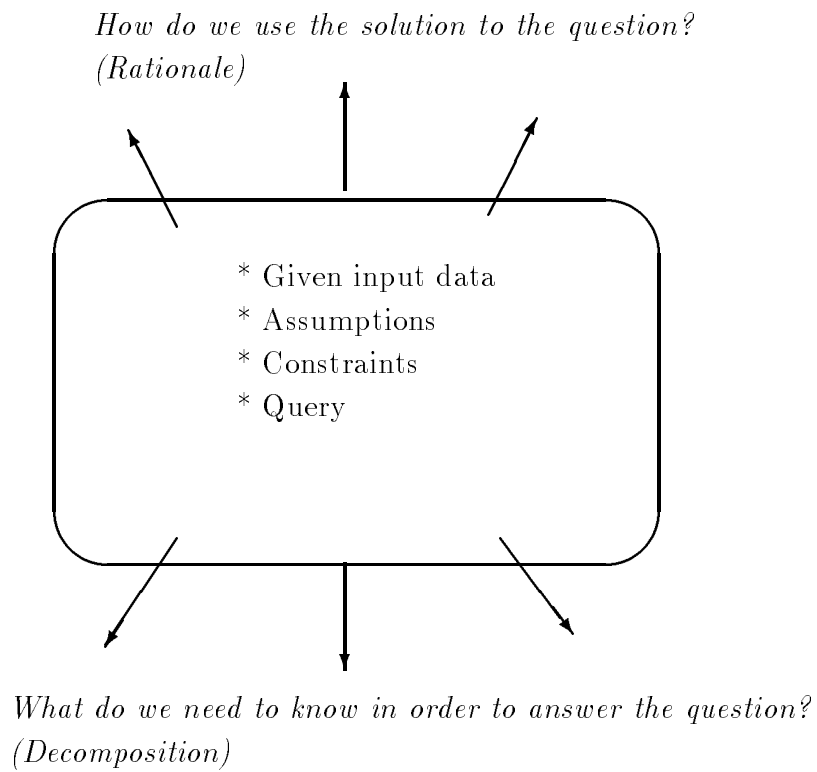 How do we use the solution to the question?
(Rationale)
* Given input data
* Assumptions
* Constraints
* Query
What do we need to know in order to answer the question?
(Decomposition)